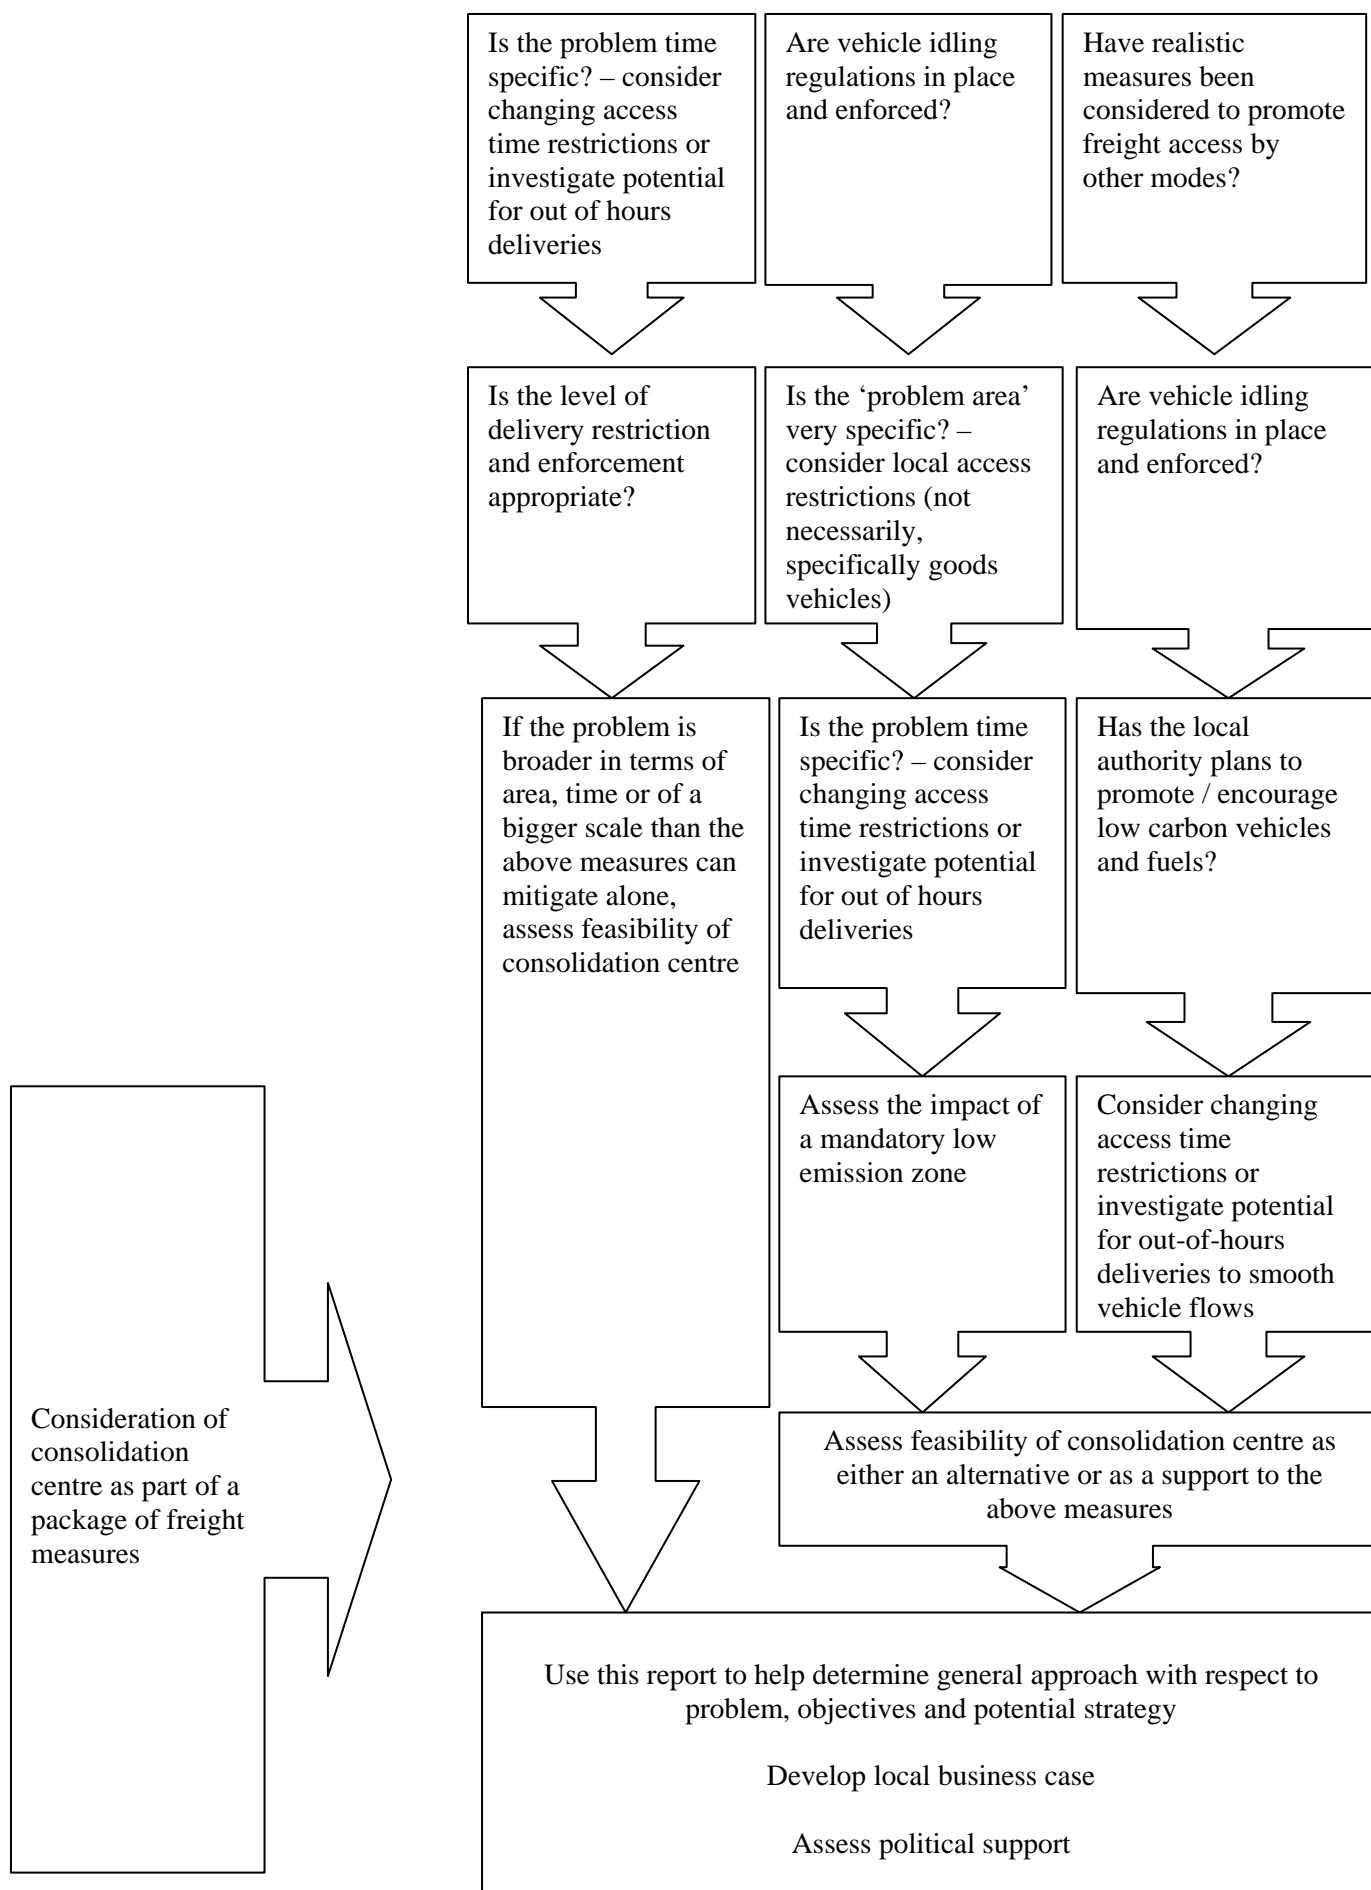 Is the problem time
specific? – consider
changing access
time restrictions or
investigate potential
for out of hours
deliveries
Are vehicle idling
regulations in place
and enforced?
Have realistic
measures been
considered to promote
freight access by
other modes?
Is the level of
delivery restriction
and enforcement
appropriate?
Is the ‘problem area’
very specific? –
consider local access
restrictions (not
necessarily,
specifically goods
vehicles)
Are vehicle idling
regulations in place
and enforced?
If the problem is
broader in terms of
area, time or of a
bigger scale than the
above measures can
mitigate alone,
assess feasibility of
consolidation centre
Is the problem time
specific? – consider
changing access
time restrictions or
investigate potential
for out of hours
deliveries
Has the local
authority plans to
promote / encourage
low carbon vehicles
and fuels?
Assess the impact of
a mandatory low
emission zone
Consider changing
access time
restrictions or
investigate potential
for out-of-hours
deliveries to smooth
vehicle flows
Consideration of
consolidation
centre as part of a
package of freight
measures
Assess feasibility of consolidation centre as
either an alternative or as a support to the
above measures
Use this report to help determine general approach with respect to
problem, objectives and potential strategy
Develop local business case
Assess political support